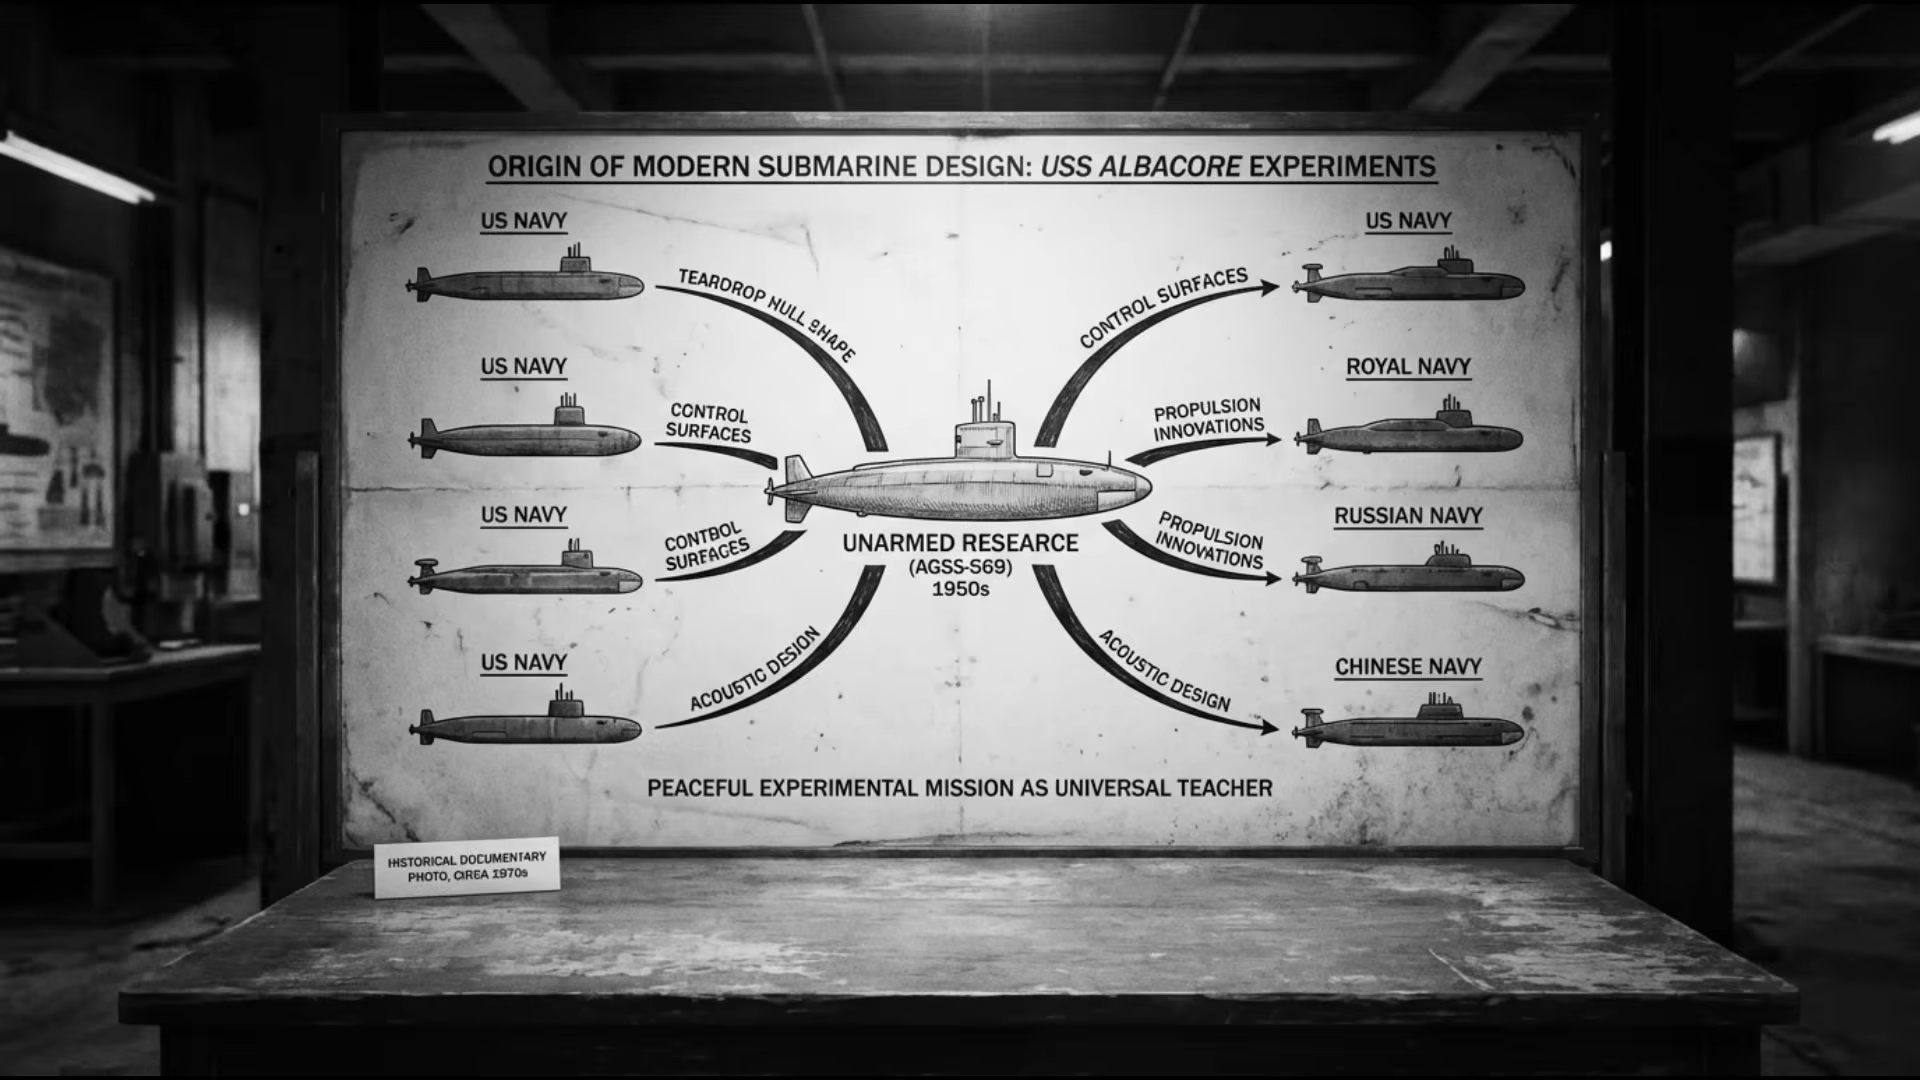 ORIGIN OF MODERN SUBMARINE DESIGN: USS ALBACORE EXPERIMENTS
US NAVY
TEARDROP HULL SHAPE
US NAVY
CONTROL
SURFACES
US NAVY
CONTBOL
SURFACES
US NAVY
ACOUSTIC DESIGN
UNARMED RESEARCE
(AGSS-S69)
1950s
CONTROL SURFACES
US NAVY
PROPULSION
INNOVATIONS
ROYAL NAVY
PROPULSION
INNOVATIONS
RUSSIAN NAVY
ACOUSTIC DESIGN
CHINESE NAVY
PEACEFUL EXPERIMENTAL MISSION AS UNIVERSAL TEACHER
HISTORICAL DOCUMENTARY
PHOTO, CIREA 1970s